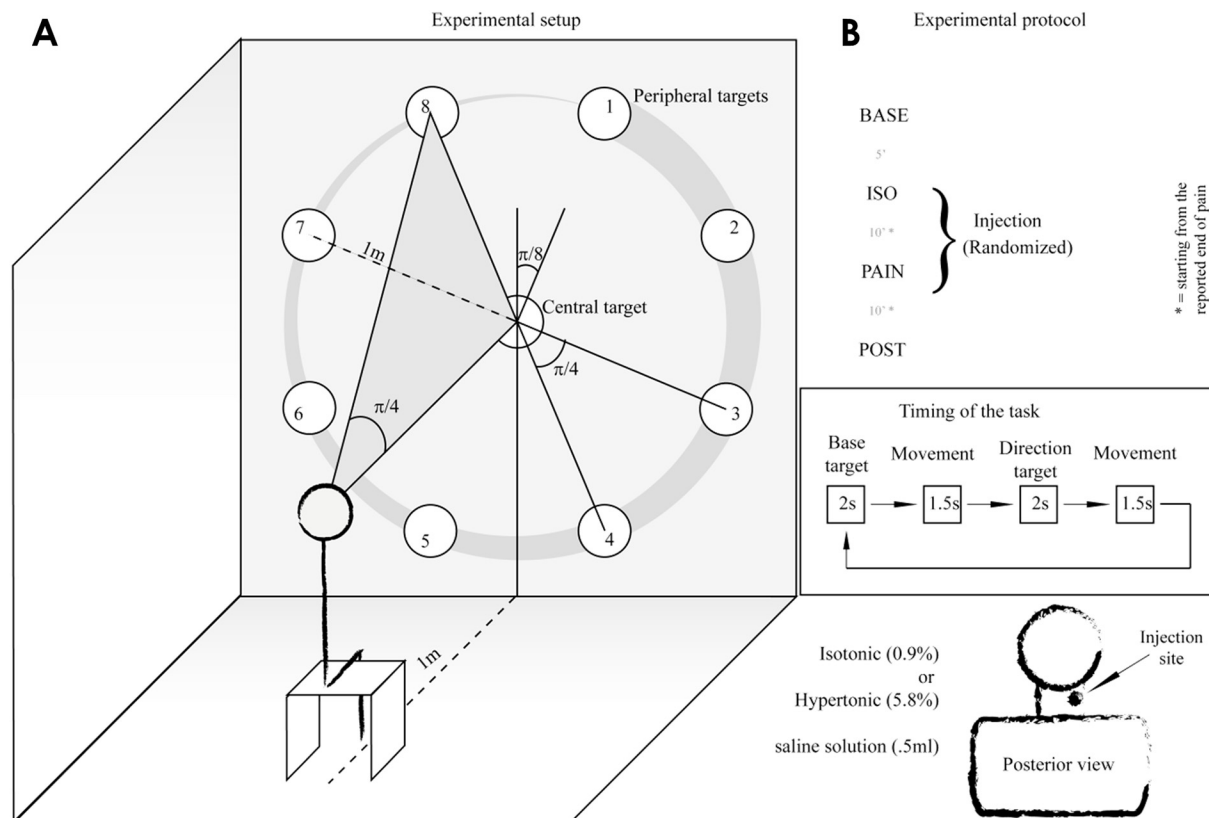 A
Experimental setup
8
1
Peripheral targets
7
2
1m
π/8
Central target
π/4
6
π/4
3
5
4
1m
B
Experimental protocol
BASE
5'
ISO
10' *
PAIN
10' *
POST
Injection
(Randomized)
* = starting from the
reported end of pain
Timing of the task
Base
target
Movement
Direction
target
Movement
2s
1.5s
2s
1.5s
Isotonic (0.9%)
or
Hypertonic (5.8%)
saline solution (.5ml)
Injection
site
Posterior view